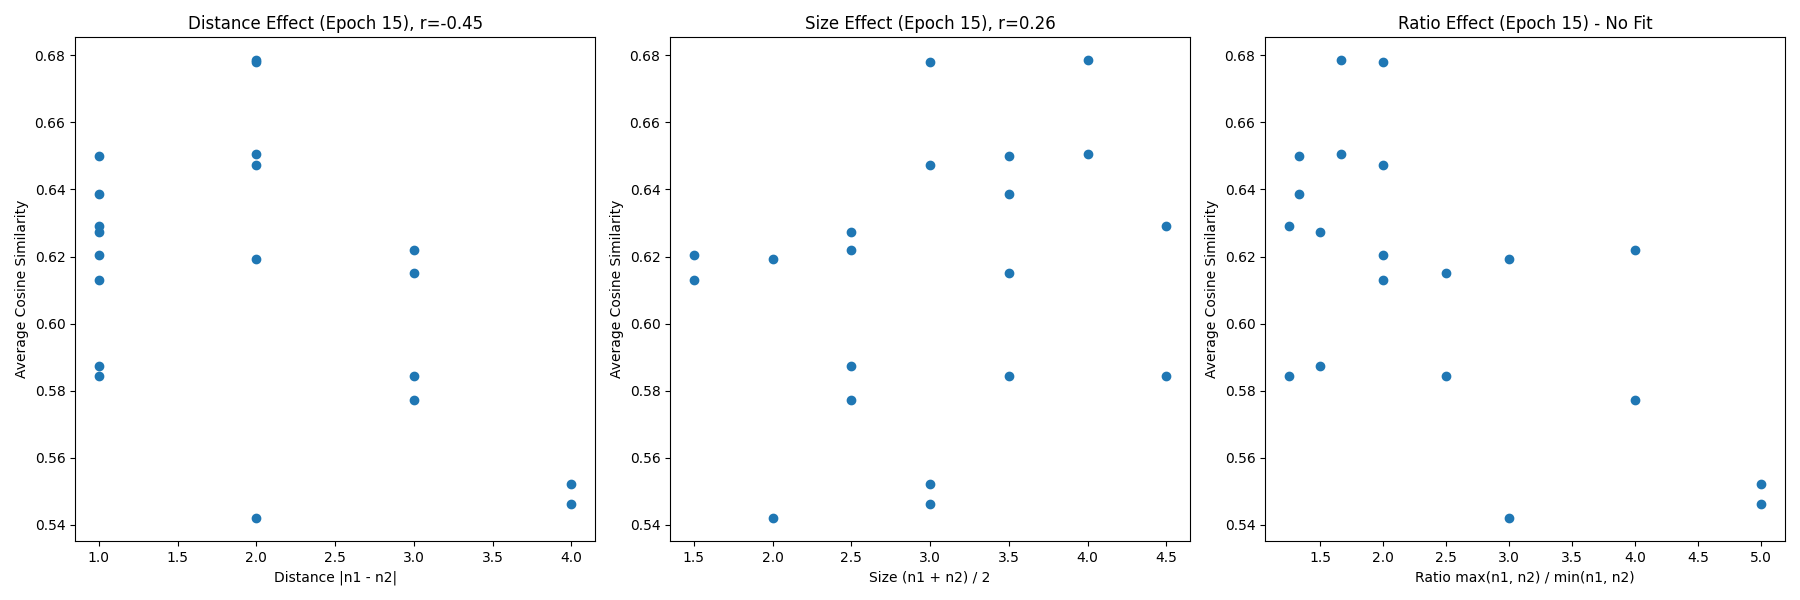 Distance Effect (Epoch 15), r=-0.45
Average Cosine Similarity
0.68
0.66
0.64
0.62
0.60
0.58
0.56
0.54
1.0 1.5 2.0 2.5 3.0 3.5 4.0
Distance |n1 - n2|
Size Effect (Epoch 15), r=0.26
Average Cosine Similarity
0.68
0.66
0.64
0.62
0.60
0.58
0.56
0.54
1.5 2.0 2.5 3.0 3.5 4.0 4.5
Size (n1 + n2) / 2
Ratio Effect (Epoch 15) - No Fit
Average Cosine Similarity
0.68
0.66
0.64
0.62
0.60
0.58
0.56
0.54
1.5 2.0 2.5 3.0 3.5 4.0 4.5 5.0
Ratio max(n1, n2) / min(n1, n2)